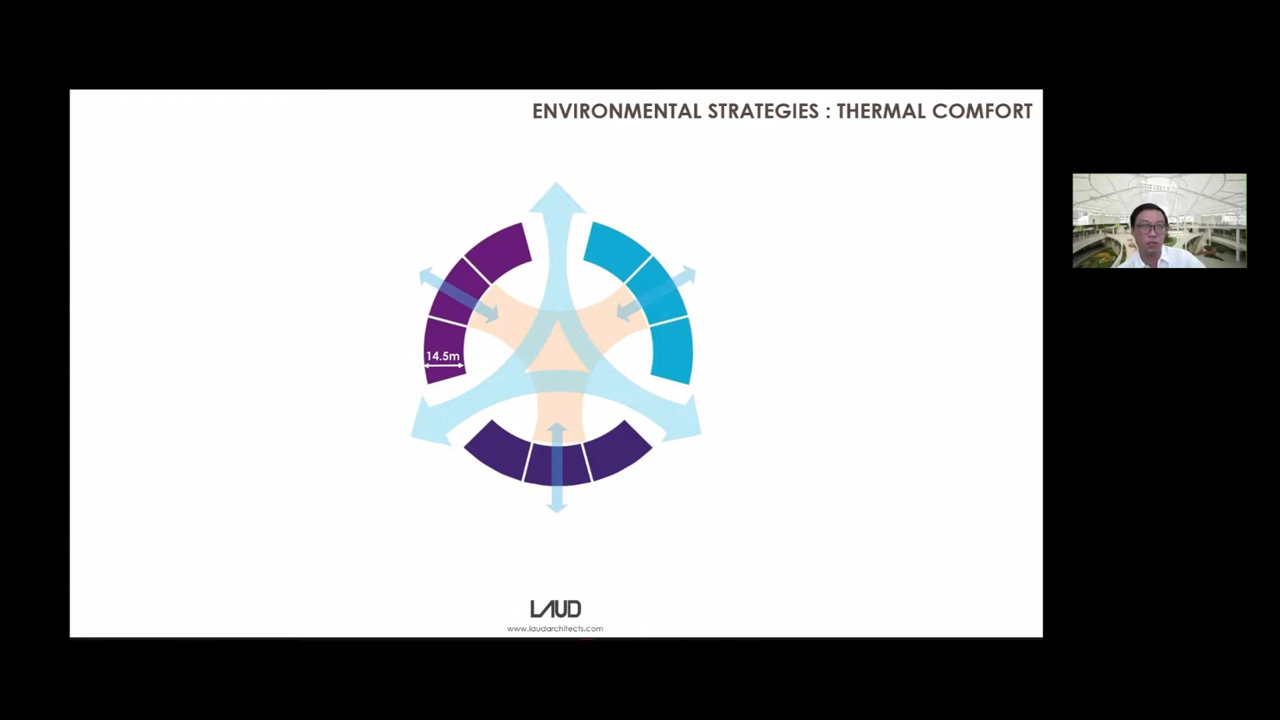 ENVIRONMENTAL STRATEGIES : THERMAL COMFORT
14.5m
LAUD
www.laudarchitects.com